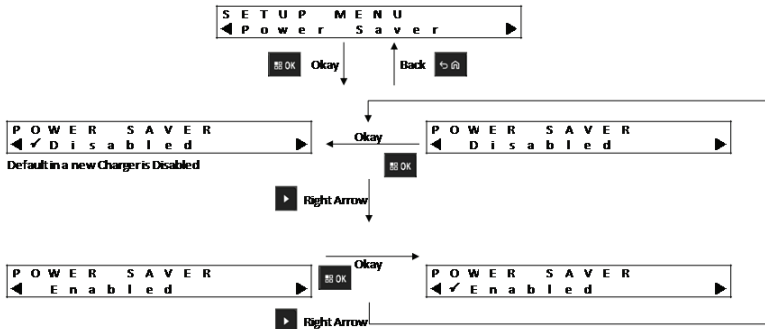 SETUP MENU
Power Saver
OK Okay Back
POWER SAVER
✓Disabled
Default in a new Charger is Disabled
Okay
OK
POWER SAVER
Disabled
Right Arrow
POWER SAVER
Enabled
Okay
OK
POWER SAVER
✓Enabled
Right Arrow